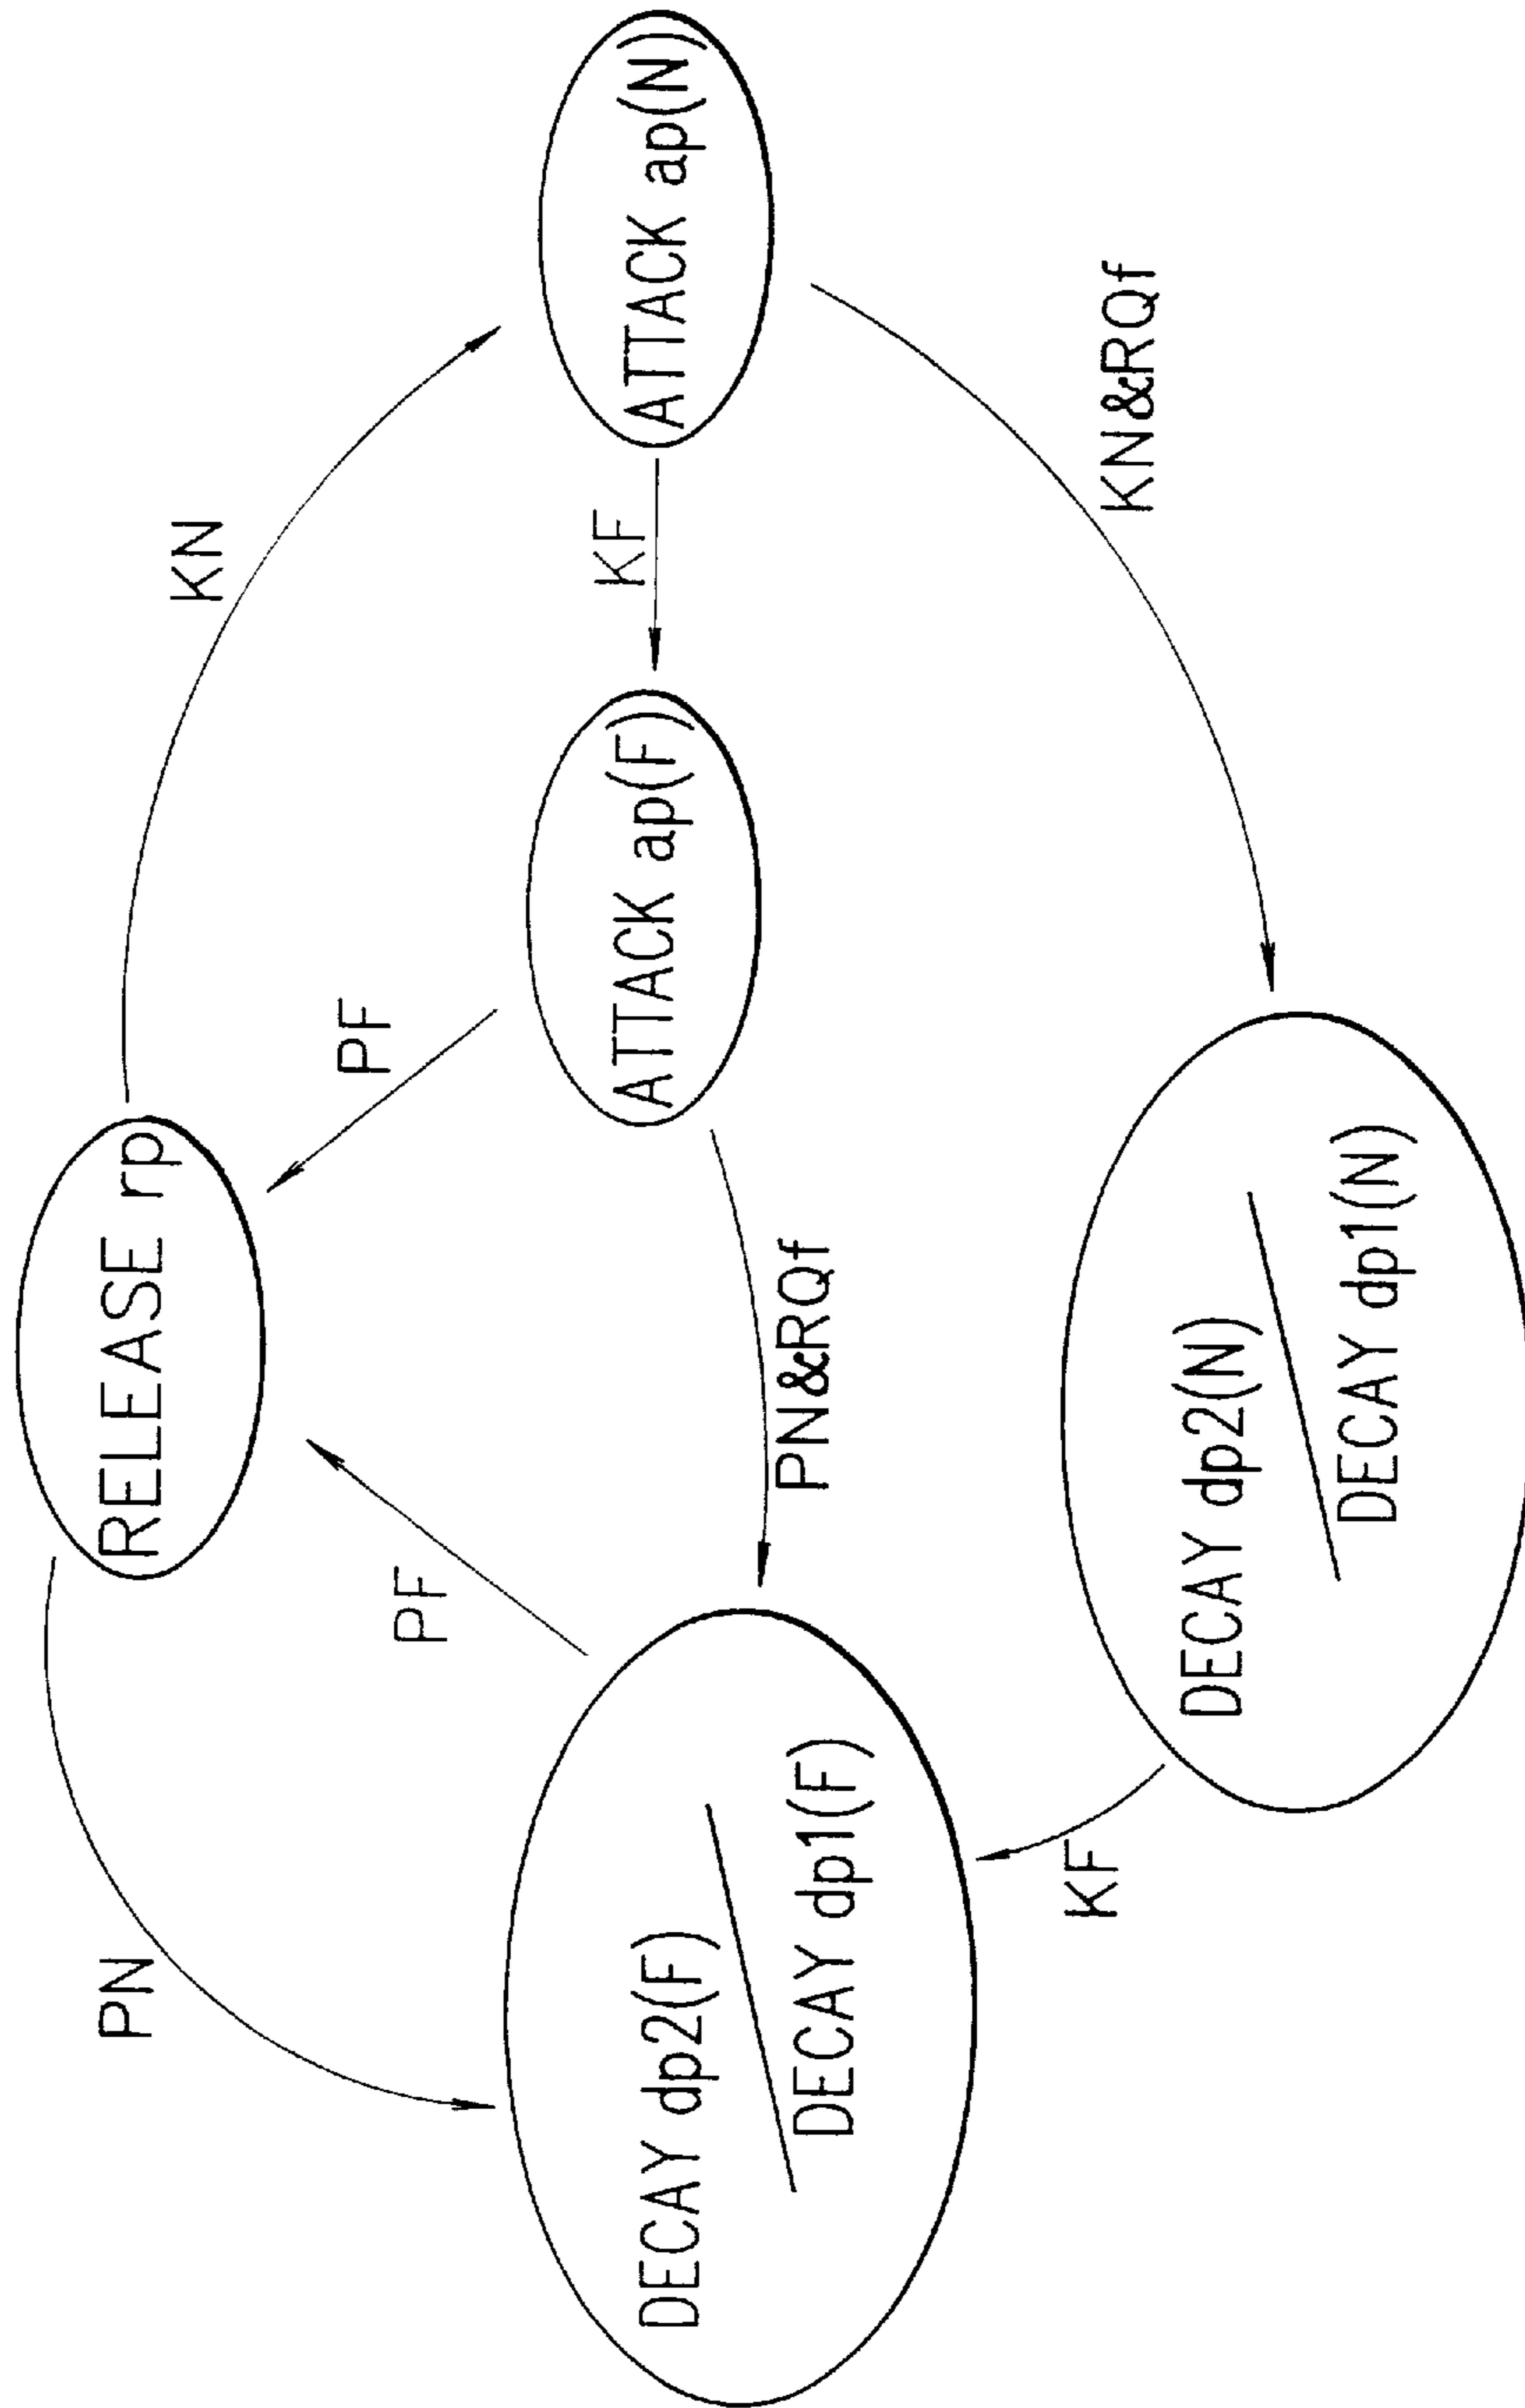 RELEASE rp
PN
KN
PF
PF
ATTACK ap(F)
KF
ATTACK ap(N)
DECAY dp2(F)
DECAY dp1(F)
PN&RQf
KN&RQf
KF
DECAY dp2(N)
DECAY dp1(N)